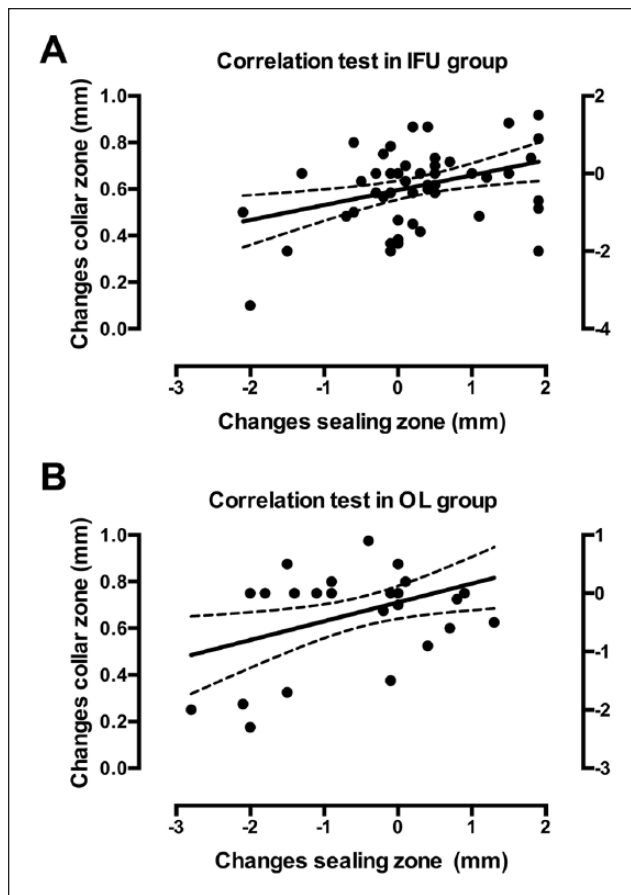 A
Correlation test in IFU group
Changes collar zone (mm)
1.0
0.8
0.6
0.4
0.2
0.0
2
0
-2
-4
-3 -2 -1 0 1 2
Changes sealing zone (mm)
B
Correlation test in OL group
Changes collar zone (mm)
1.0
0.8
0.6
0.4
0.2
0.0
1
0
-1
-2
-3
-3 -2 -1 0 1 2
Changes sealing zone (mm)